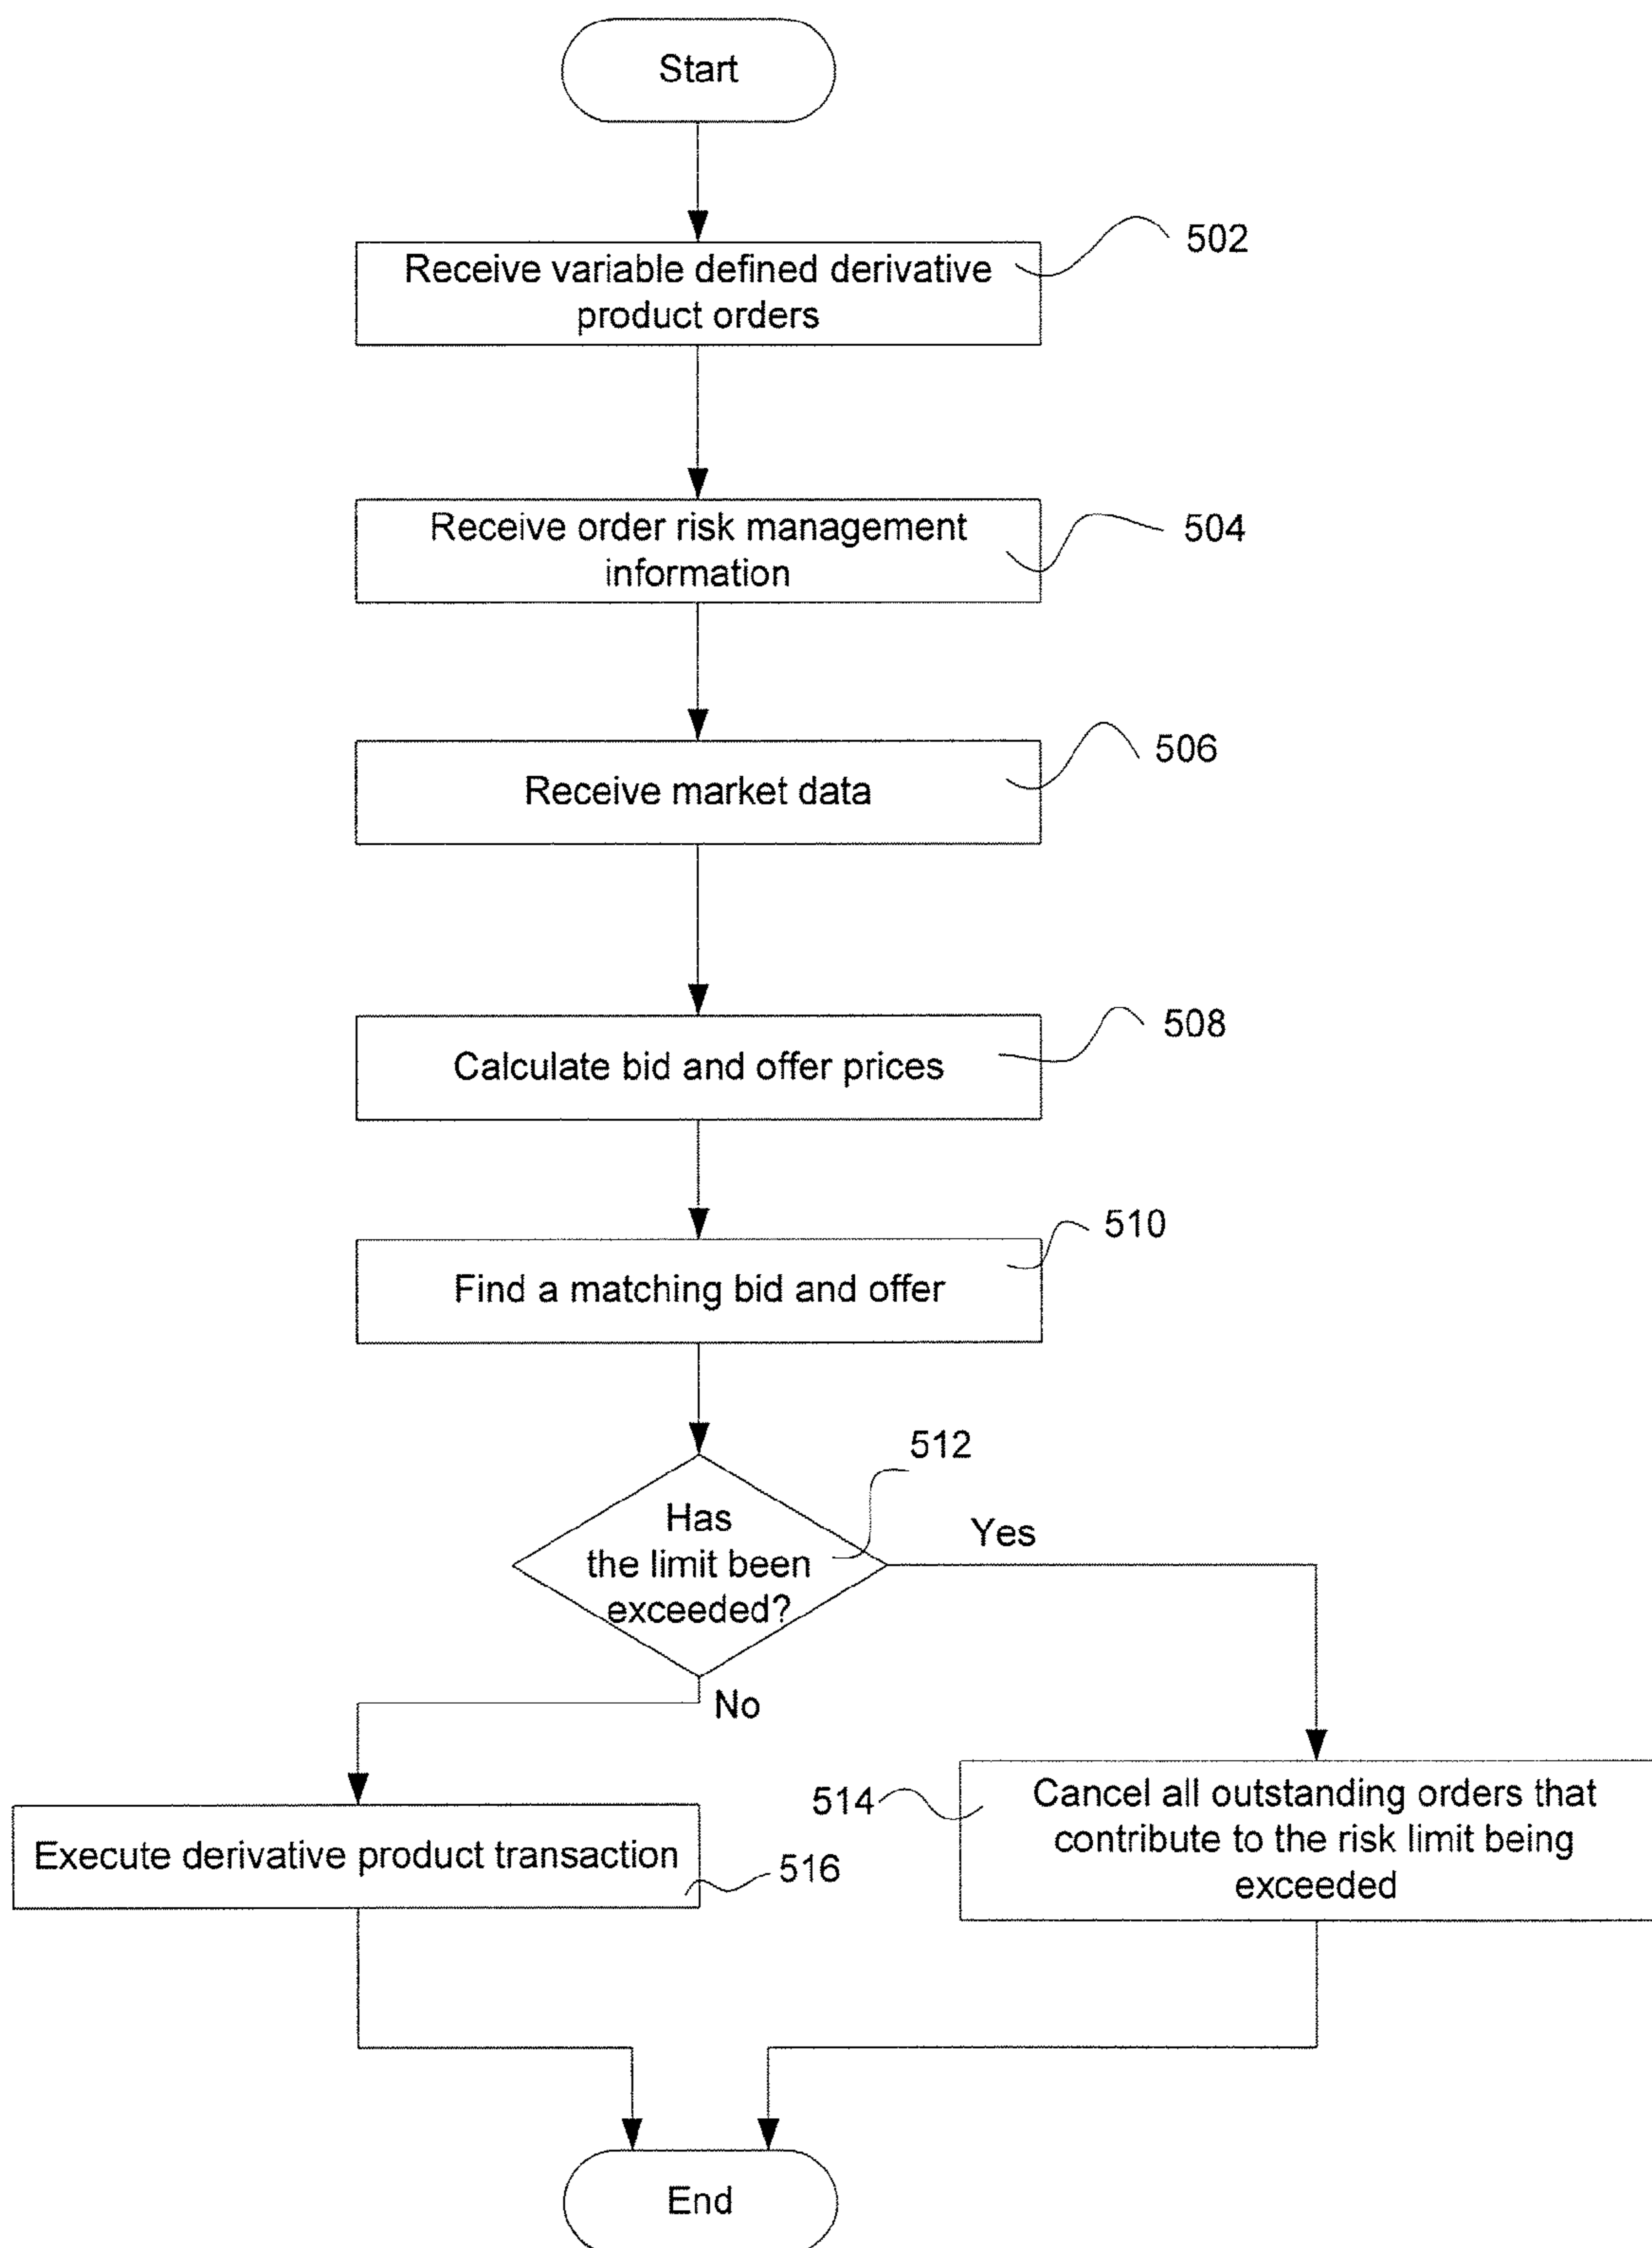 Start
502
Receive variable defined derivative
product orders
504
Receive order risk management
information
506
Receive market data
508
Calculate bid and offer prices
510
Find a matching bid and offer
512
Has
the limit been
exceeded?
Yes
No
514
Cancel all outstanding orders that
contribute to the risk limit being
exceeded
Execute derivative product transaction
516
End